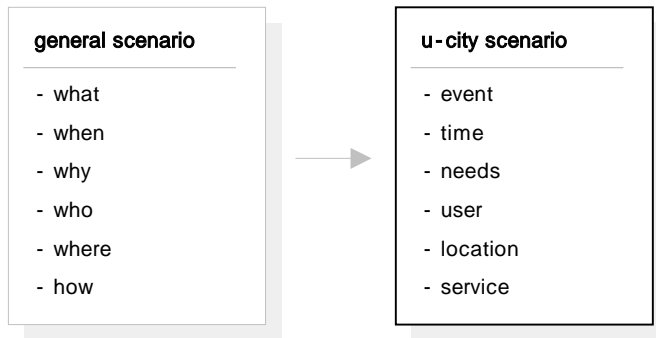 general scenario
- what
- when
- why
- who
- where
- how
u-city scenario
- event
- time
- needs
- user
- location
- service